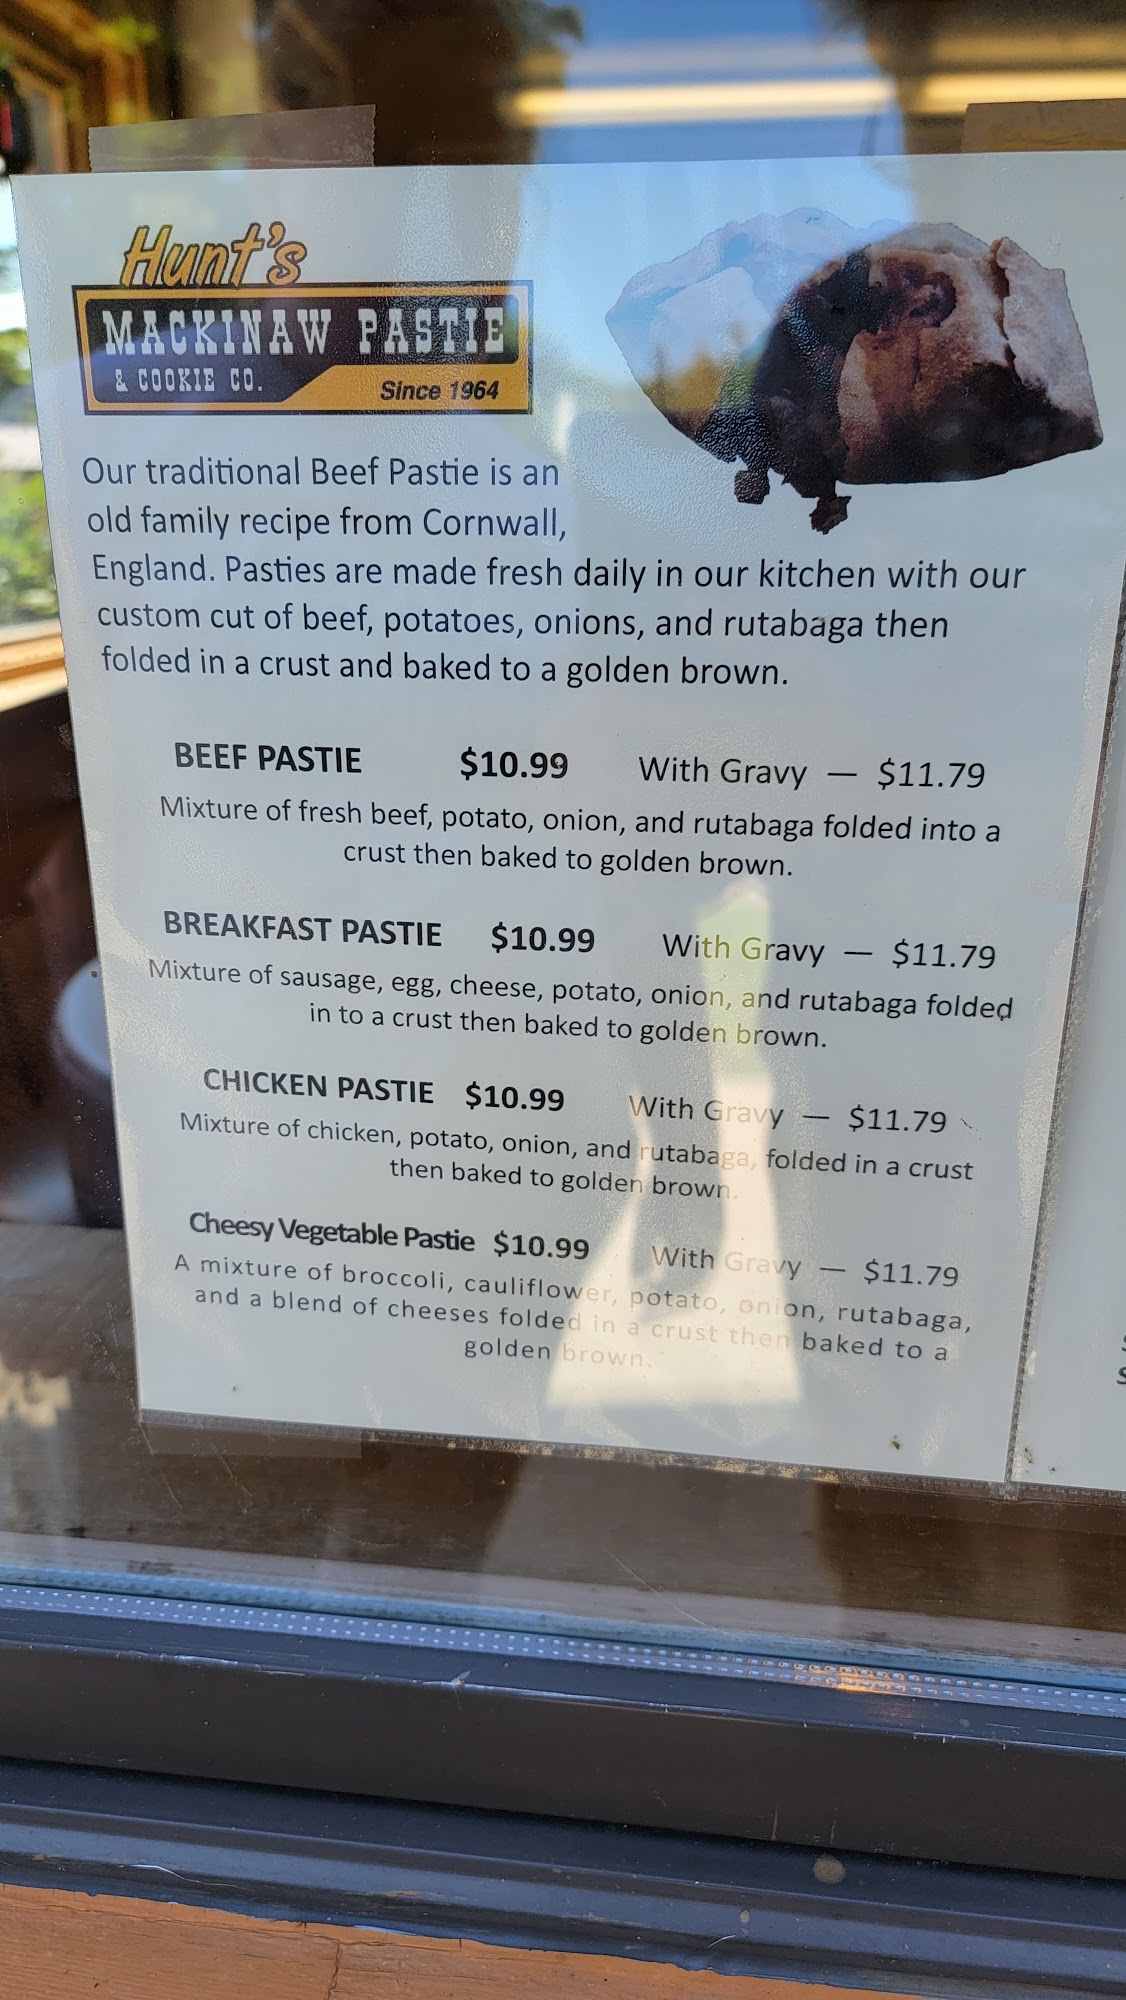 Hunt's
MACKINAW PASTIE
& COOKIE CO.
Since 1964
Our traditional Beef Pastie is an
old family recipe from Cornwall,
England. Pasties are made fresh daily in our kitchen with our
custom cut of beef, potatoes, onions, and rutabaga then
folded in a crust and baked to a golden brown.
BEEF PASTIE $10.99 With Gravy — $11.79
Mixture of fresh beef, potato, onion, and rutabaga folded into a
crust then baked to golden brown.
BREAKFAST PASTIE $10.99 With Gravy — $11.79
Mixture of sausage, egg, cheese, potato, onion, and rutabaga folded
in to a crust then baked to golden brown.
CHICKEN PASTIE $10.99 With Gravy — $11.79
Mixture of chicken, potato, onion, and rutabaga, folded in a crust
then baked to golden brown.
Cheesy Vegetable Pastie $10.99 With Gravy — $11.79
A mixture of broccoli, cauliflower, potato, onion, rutabaga,
and a blend of cheeses folded in a crust then baked to a
golden brown.